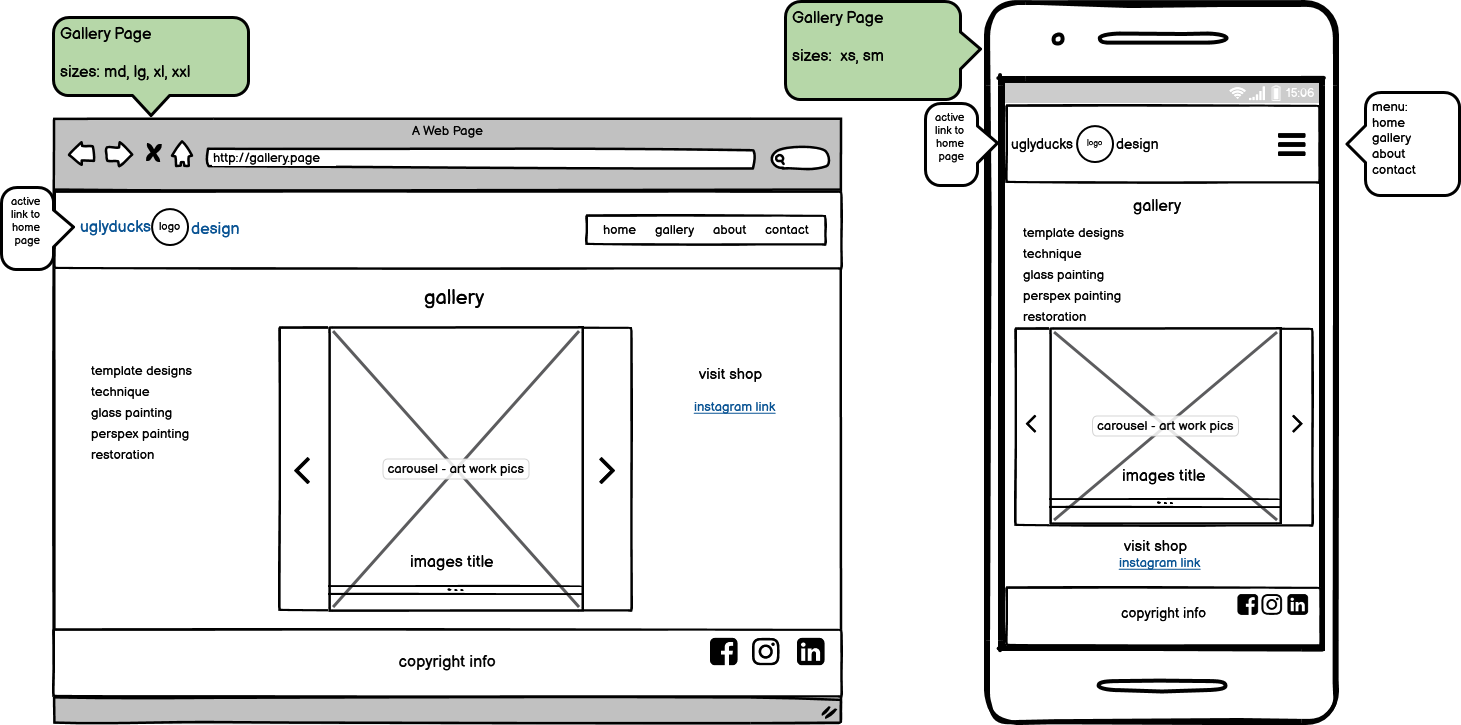 Gallery Page
sizes: md, lg, xl, xxl
A Web Page
http://gallery.page
active
link to
home
page
uglyducks logo design
home gallery about contact
gallery
template designs
technique
glass painting
perspex painting
restoration
carousel - art work pics
images title
visit shop
instagram link
copyright info
Gallery Page
sizes: xs, sm
15:06
active
link to
home
page
uglyducks logo design
menu:
home
gallery
about
contact
gallery
template designs
technique
glass painting
perspex painting
restoration
carousel - art work pics
images title
visit shop
instagram link
copyright info